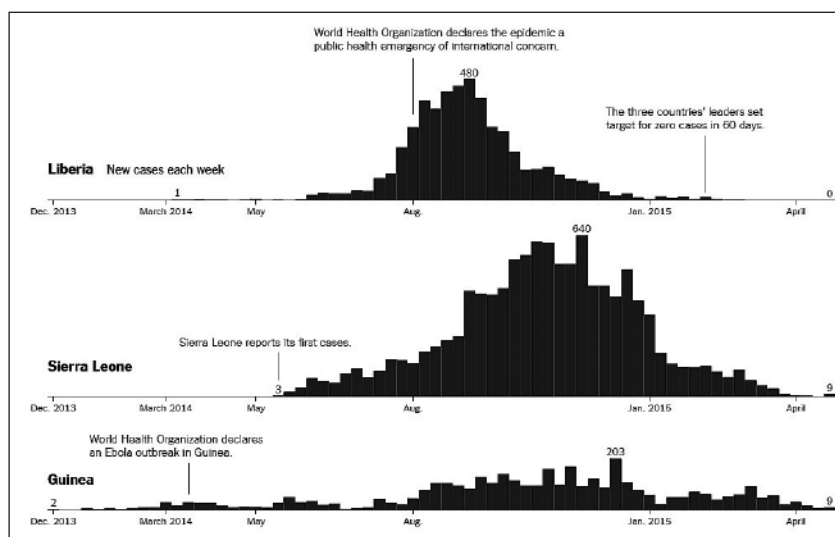 World Health Organization declares the epidemic a
public health emergency of international concern.
480
The three countries' leaders set
target for zero cases in 60 days.
Liberia New cases each week
1
0
Dec. 2013 March 2014 May Aug. Jan. 2015 April
640
Sierra Leone reports its first cases.
Sierra Leone
3
9
Dec. 2013 March 2014 May Aug. Jan. 2015 April
World Health Organization declares
an Ebola outbreak in Guinea.
203
Guinea
2
9
Dec. 2013 March 2014 May Aug. Jan. 2015 April